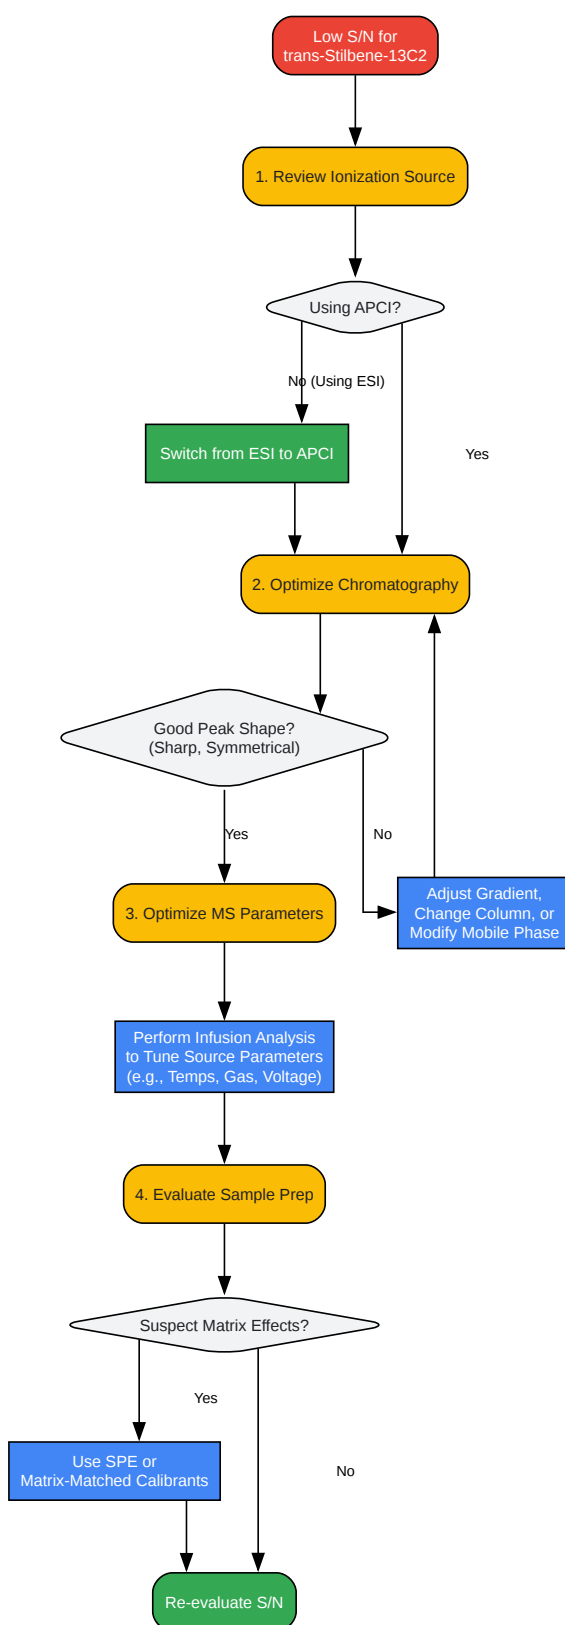 Low S/N for
trans-Stilbene-13C2
1. Review Ionization Source
Using APCI?
No (Using ESI)
Switch from ESI to APCI
Yes
2. Optimize Chromatography
Good Peak Shape?
(Sharp, Symmetrical)
Yes
No
Adjust Gradient,
Change Column, or
Modify Mobile Phase
3. Optimize MS Parameters
Perform Infusion Analysis
to Tune Source Parameters
(e.g., Temps, Gas, Voltage)
4. Evaluate Sample Prep
Suspect Matrix Effects?
Yes
Use SPE or
Matrix-Matched Calibrants
No
Re-evaluate S/N